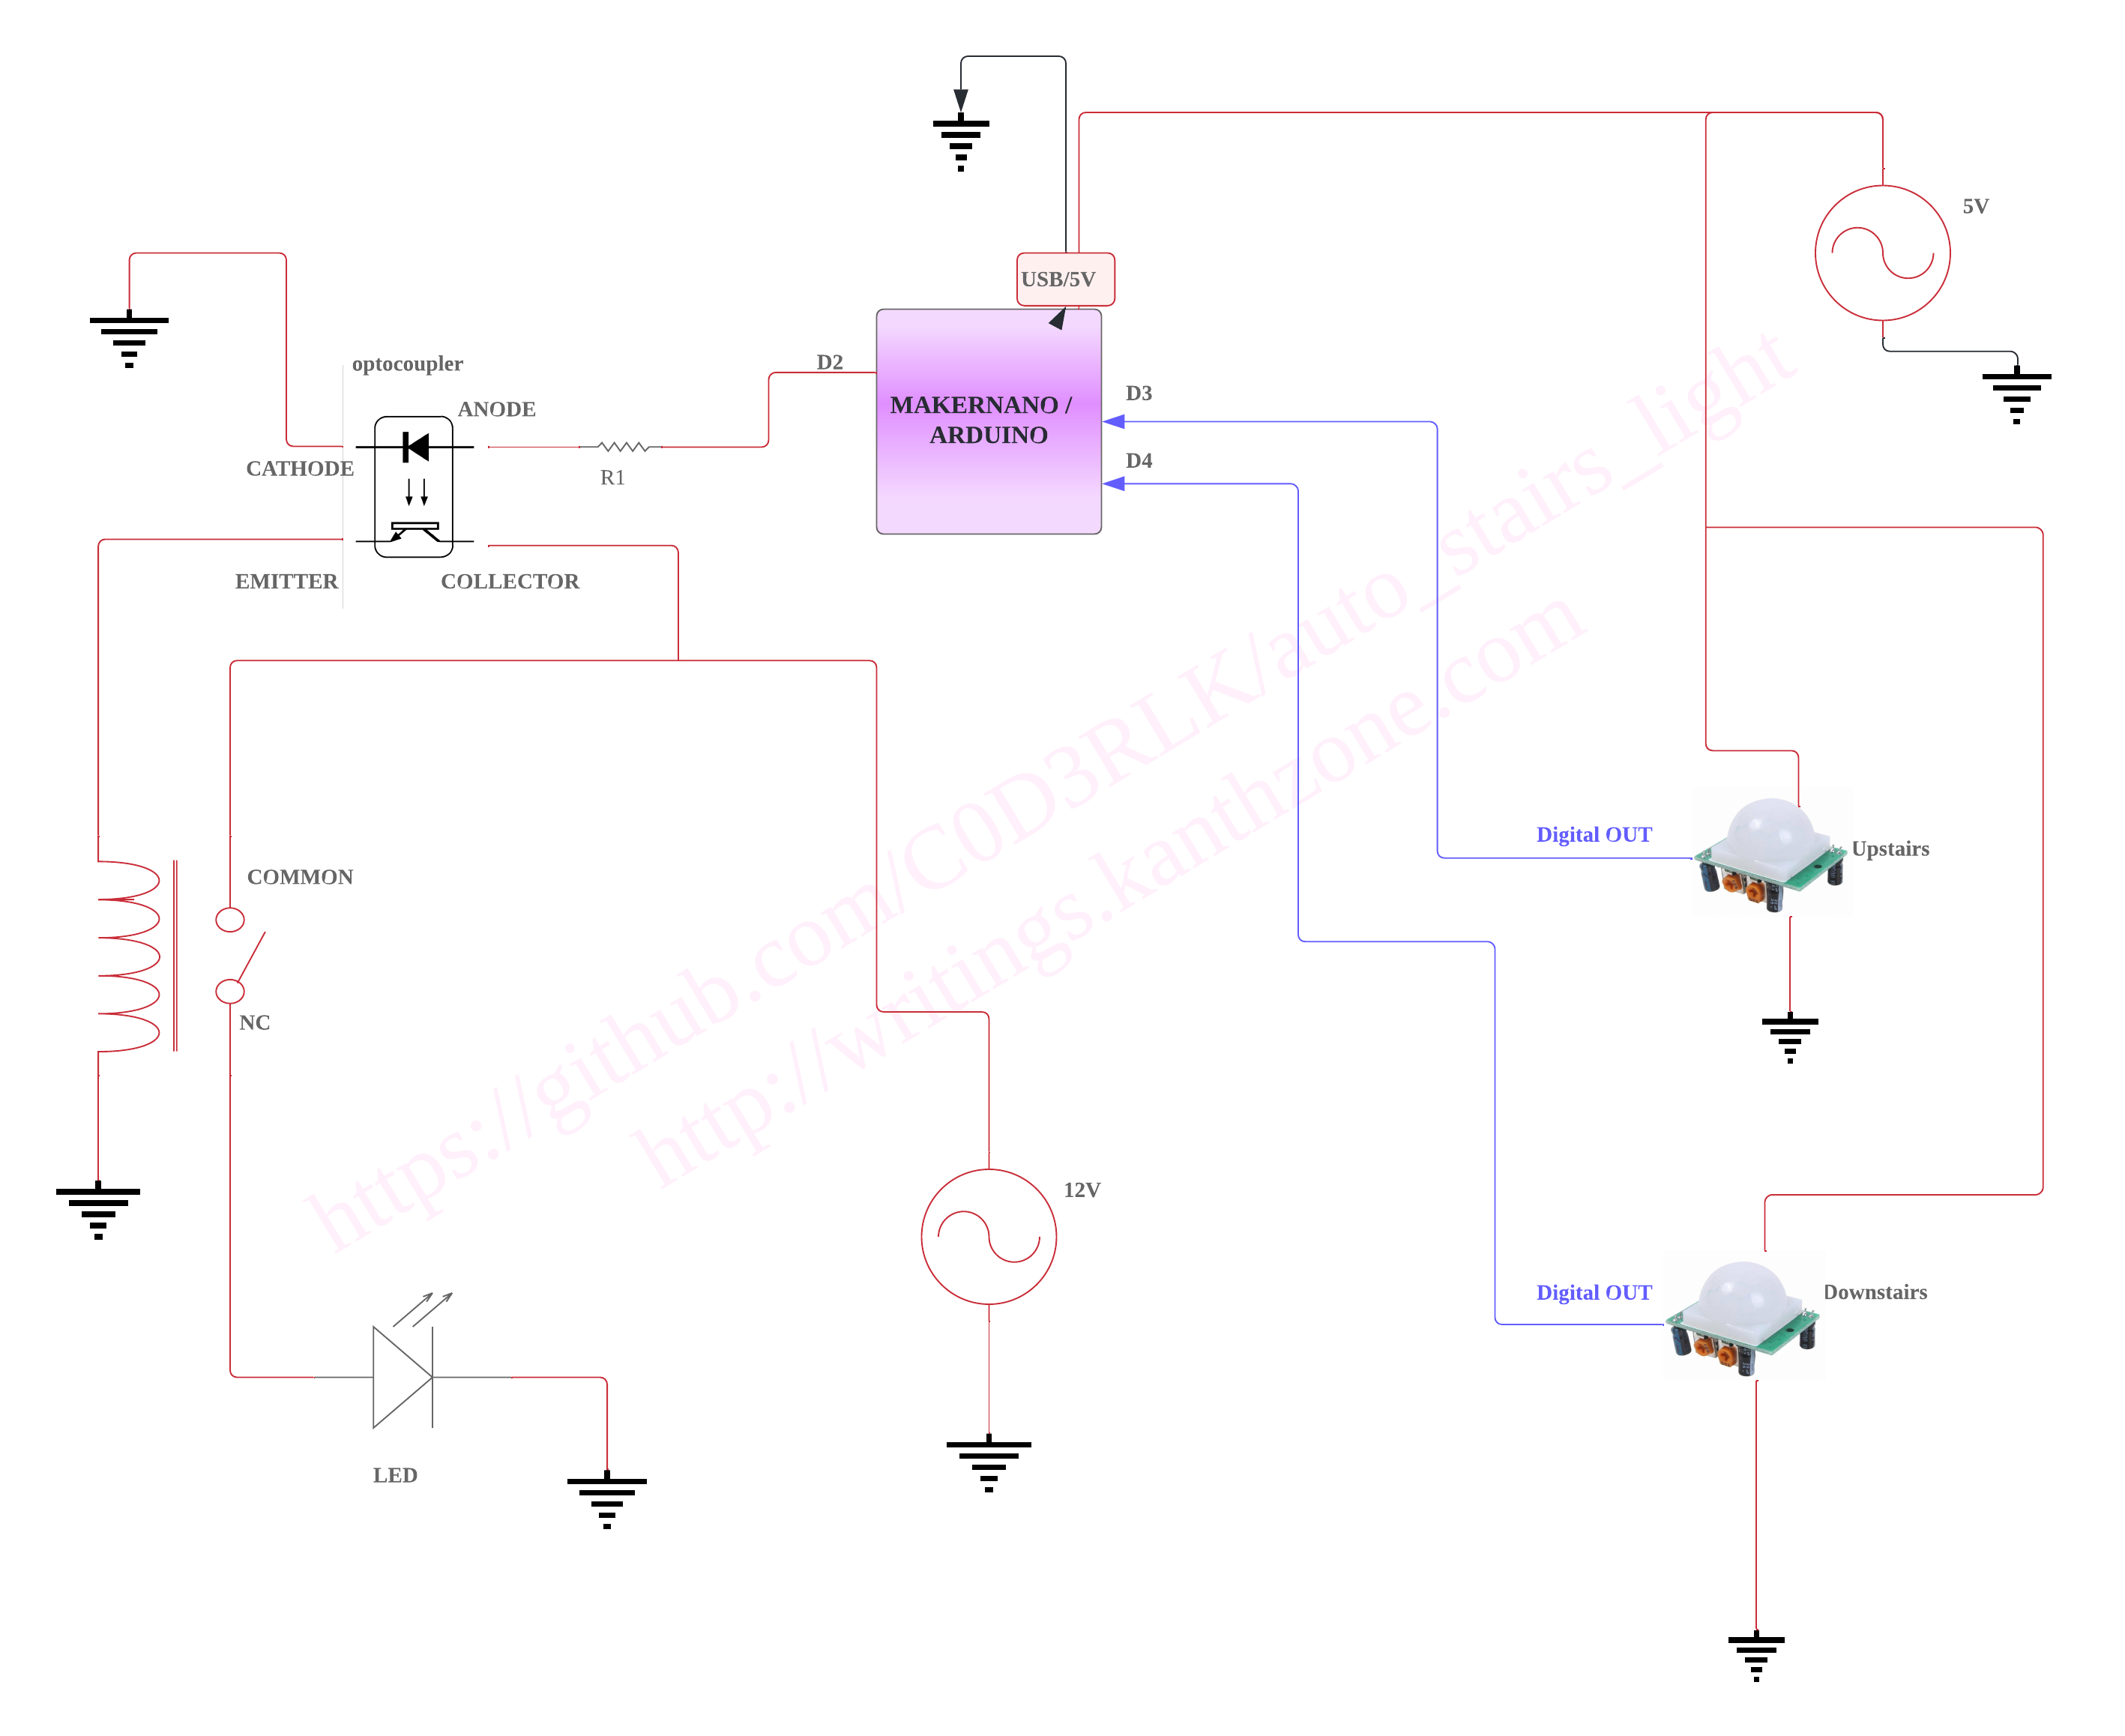 5V
USB/5V
optocoupler
D2
ANODE
D3
MAKERNANO /
ARDUINO
CATHODE
D4
R1
EMITTER
COLLECTOR
Digital OUT
Upstairs
COMMON
NC
https://github.com/C0D3RLK/auto_stairs_light
http://writings.kanthzone.com
12V
Digital OUT
Downstairs
LED